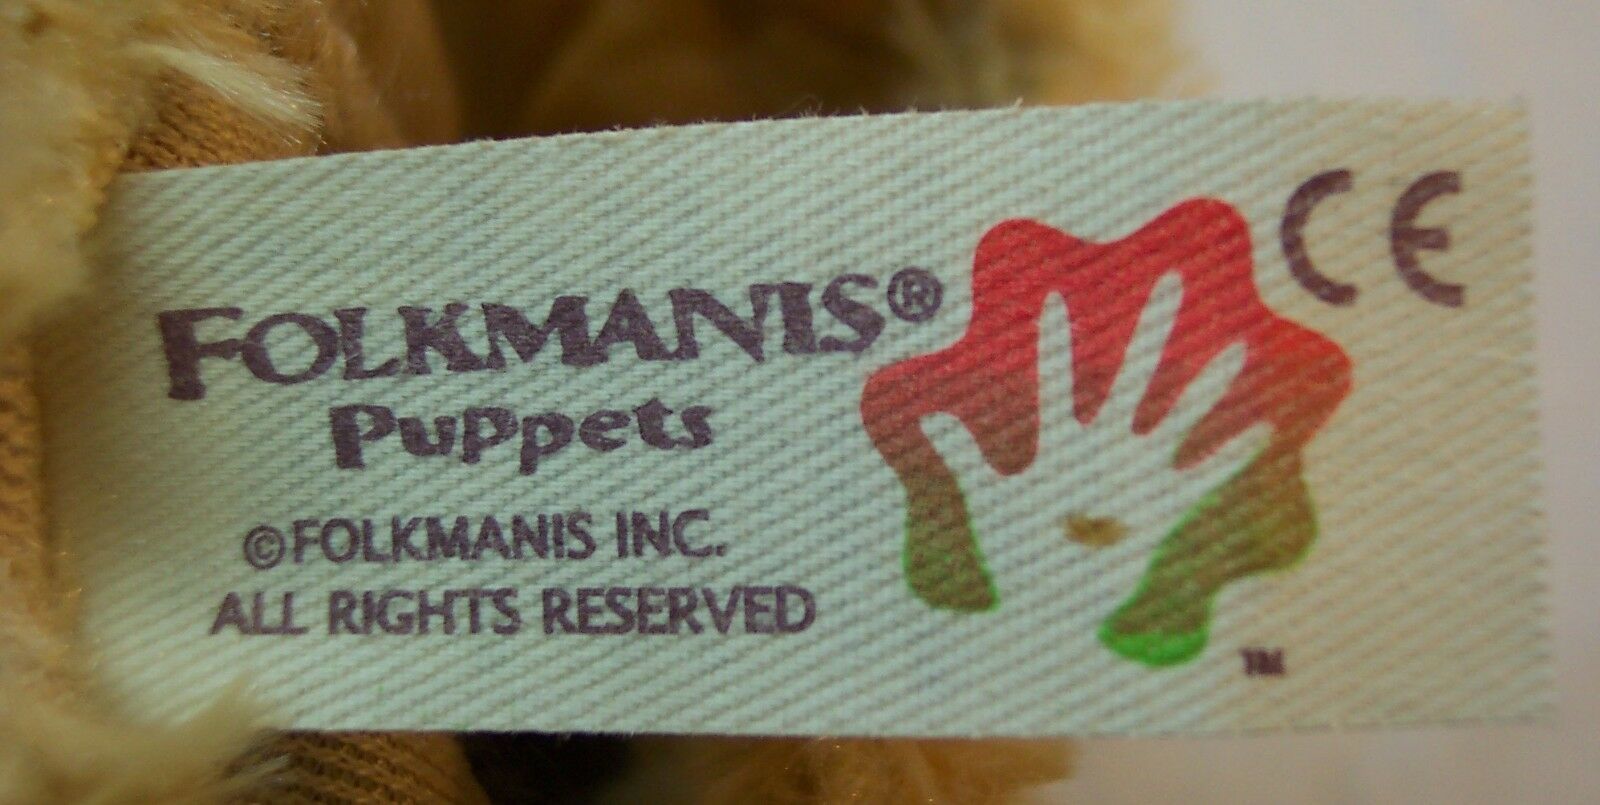 FOLKMANIS®
Puppets
©FOLKMANIS INC.
ALL RIGHTS RESERVED
CE
TM